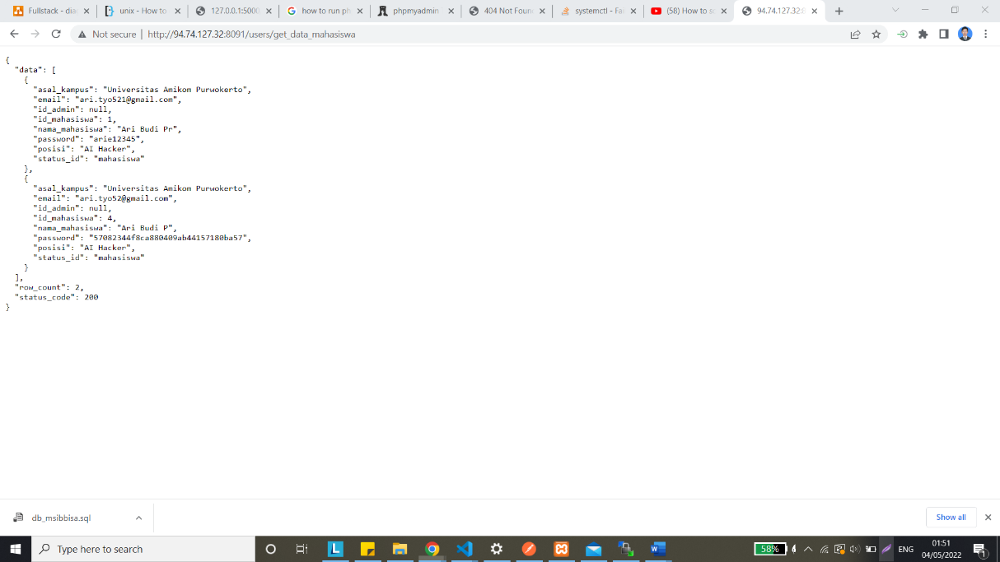 Fullstack - dia
unix - How to
127.0.0.1:5000
how to run ph
phpmyadmin
404 Not Foun
systemctl - Fai
(58) How to s
94.74.127.32:8
Not secure | http://94.74.127.32:8091/users/get_data_mahasiswa
{
"data": [
{
"asal_kampus": "Universitas Amikom Purwokerto",
"email": "ari.tyo521@gmail.com",
"id_admin": null,
"id_mahasiswa": 1,
"nama_mahasiswa": "Ari Budi Pr",
"password": "arie12345",
"posisi": "AI Hacker",
"status_id": "mahasiswa"
},
{
"asal_kampus": "Universitas Amikom Purwokerto",
"email": "ari.tyo52@gmail.com",
"id_admin": null,
"id_mahasiswa": 4,
"nama_mahasiswa": "Ari Budi P",
"password": "57082344f8ca880409ab44157180ba57",
"posisi": "AI Hacker",
"status_id": "mahasiswa"
}
],
"row_count": 2,
"status_code": 200
}
db_msibbisa.sql
Show all
Type here to search
58%
ENG
01:51
04/05/2022
1